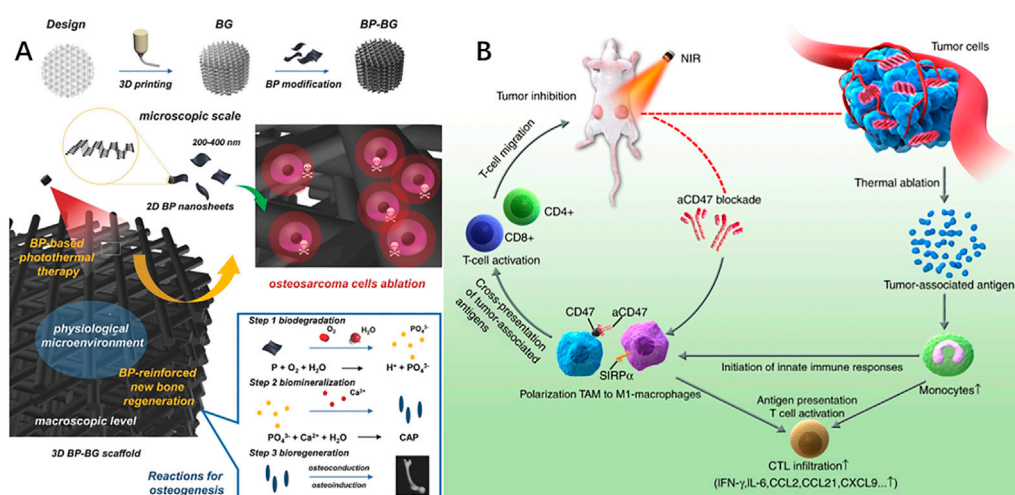 A
Design
BG
BP-BG
3D printing
BP modification
microscopic scale
200-400 nm
2D BP nanosheets
BP-based
photothermal
therapy
osteosarcoma cells ablation
physiological
microenvironment
BP-reinforced
new bone
regeneration
macroscopic level
3D BP-BG scaffold
Reactions for
osteogenesis
Step 1 biodegradation
O₂
H₂O
PO₄³⁻
P + O₂ + H₂O
H⁺ + PO₄³⁻
Step 2 biomineralization
Ca²⁺
PO₄³⁻ + Ca²⁺ + H₂O
CAP
Step 3 bioregeneration
osteoconduction
osteoinduction
B
NIR
Tumor inhibition
Tumor cells
T-cell migration
CD4+
CD8+
T-cell activation
aCD47 blockade
Thermal ablation
Tumor-associated antigen
Cross-presentation
of tumor-associated
antigens
CD47
aCD47
SIRPα
Polarization TAM to M1-macrophages
Initiation of innate immune responses
Monocytes↑
Antigen presentation
T cell activation
CTL infiltration↑
(IFN-γ,IL-6,CCL2,CCL21,CXCL9...↑)